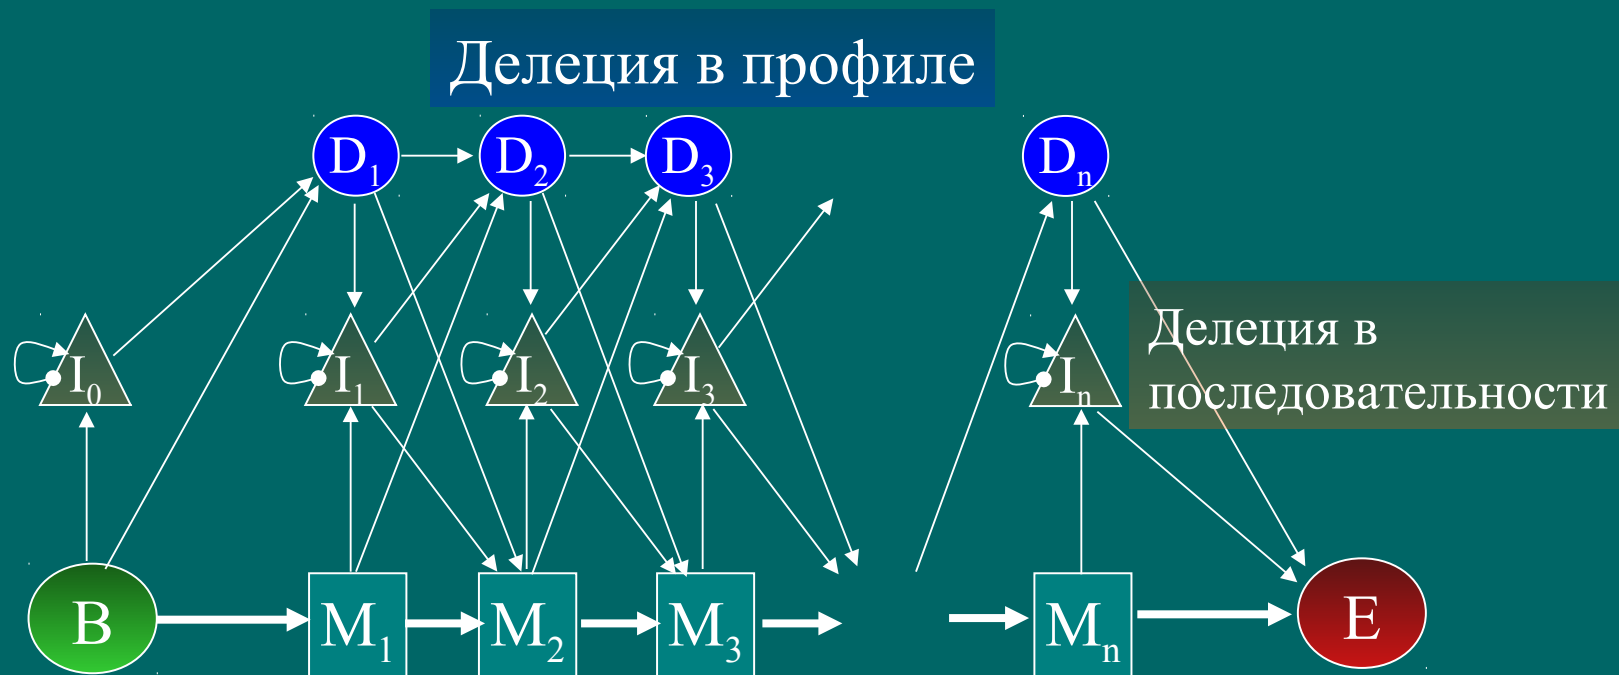 Делеция в профиле
D₁ D₂ D₃ Dₙ
Делеция в
последовательности
I₀ I₁ I₂ I₃ Iₙ
B M₁ M₂ M₃ Mₙ E